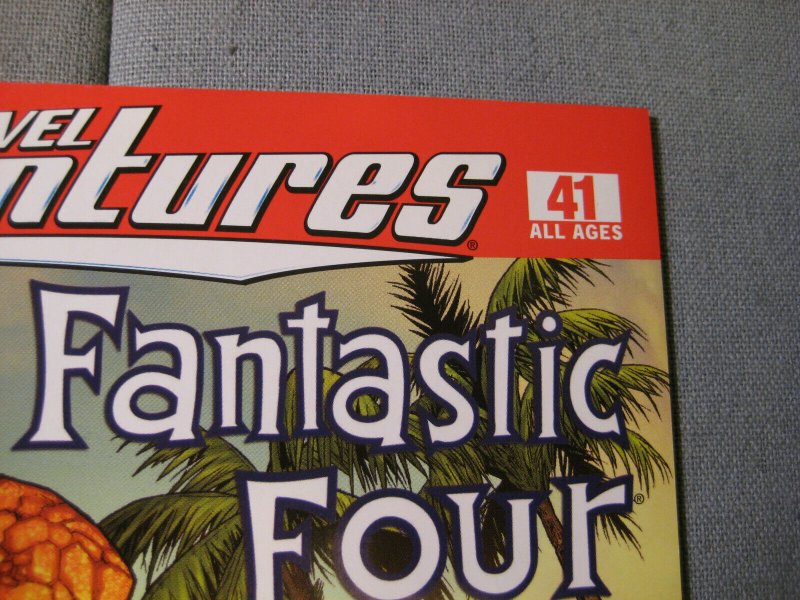 VEL
ntures®
41
ALL AGES
Fantastic
Four®